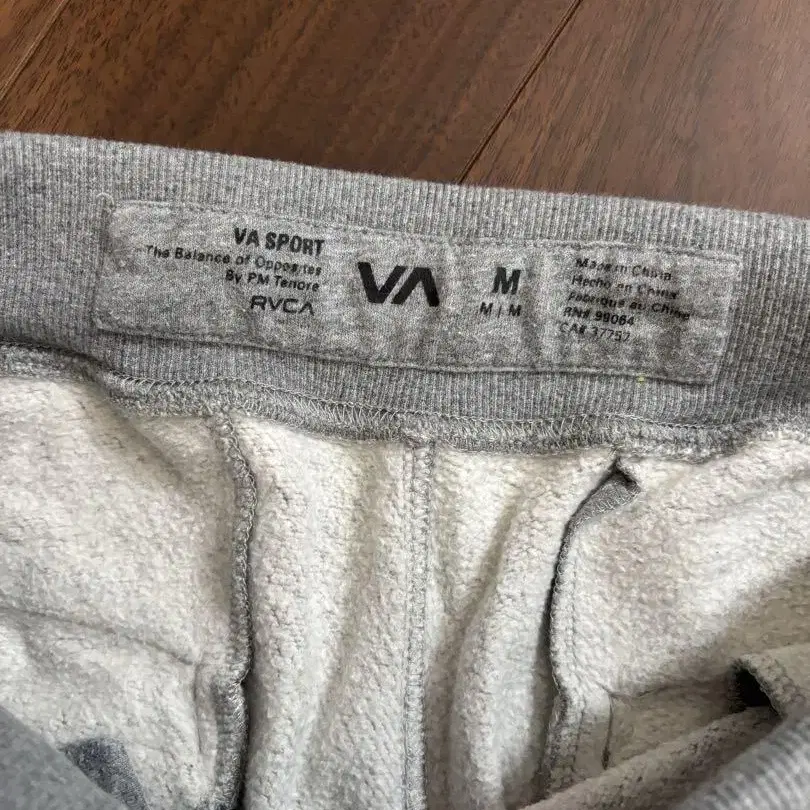 VA SPORT
The Balance of Opposites
By PM Tenore
RVCA
VA
M
M | M
Made in China
Hecho en China
Fabriqué au Chine
RN# 99064
CA# 37757